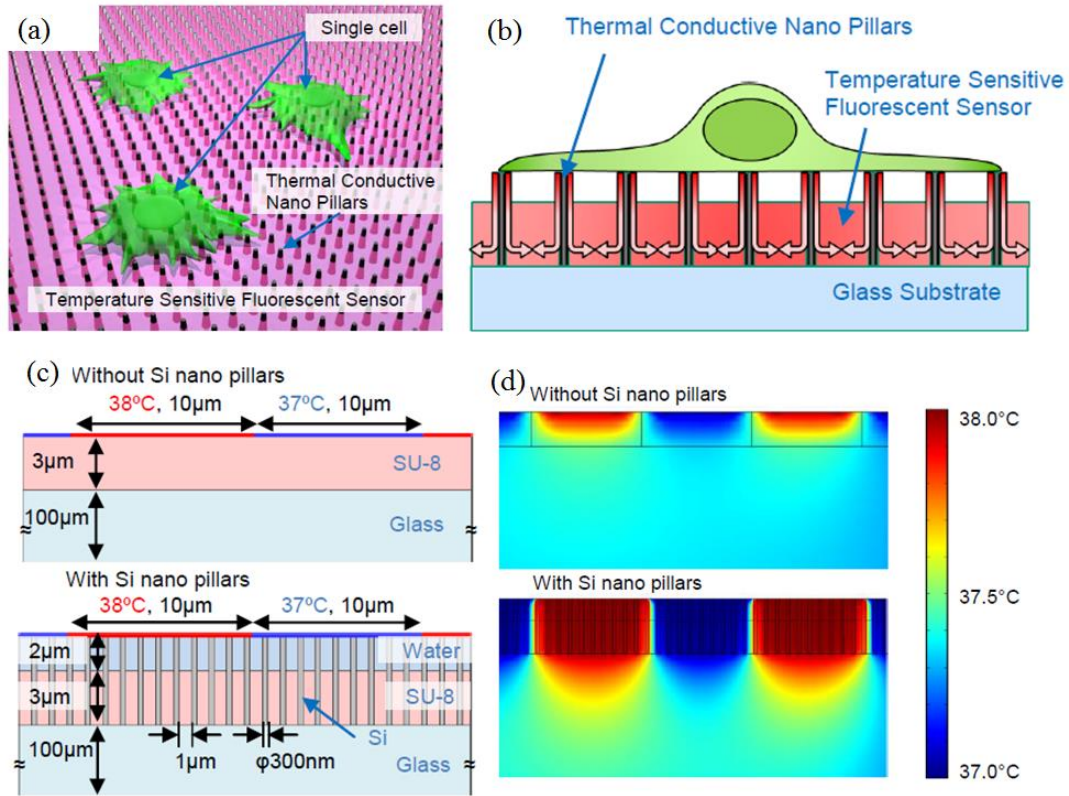 (a)
Single cell
Thermal Conductive
Nano Pillars
Temperature Sensitive Fluorescent Sensor
(b)
Thermal Conductive Nano Pillars
Temperature Sensitive
Fluorescent Sensor
Glass Substrate
(c)
Without Si nano pillars
38ºC, 10μm
37ºC, 10μm
3μm
SU-8
100μm
Glass
With Si nano pillars
38ºC, 10μm
37ºC, 10μm
2μm
Water
3μm
SU-8
Si
100μm
1μm
φ300nm
Glass
(d)
Without Si nano pillars
With Si nano pillars
38.0°C
37.5°C
37.0°C